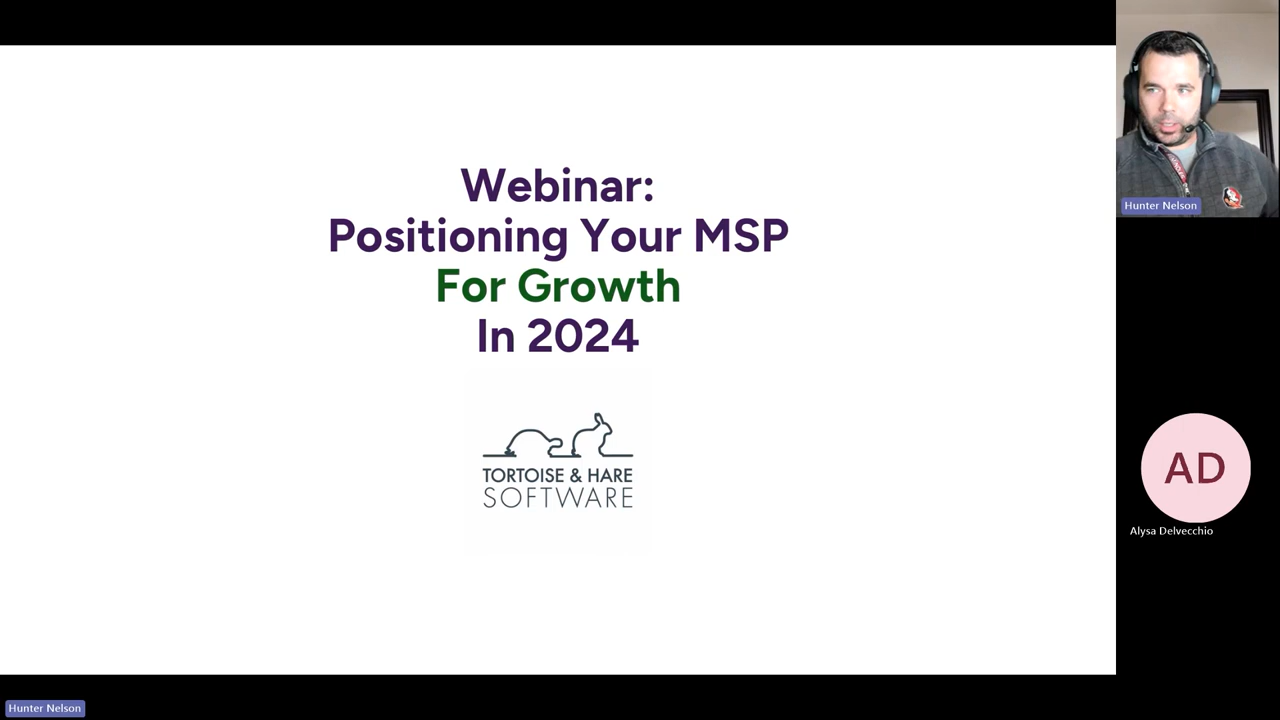 Webinar:
Positioning Your MSP
For Growth
In 2024
TORTOISE & HARE
SOFTWARE
Hunter Nelson
AD
Alysa Delvecchio
Hunter Nelson